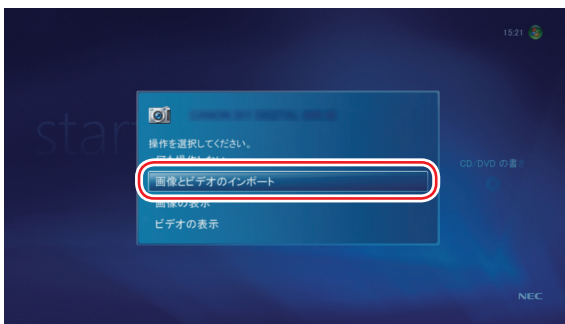 15:21
star
操作を選択してください。
画像とビデオのインポート
画像の表示
ビデオの表示
CD/DVD の書
NEC